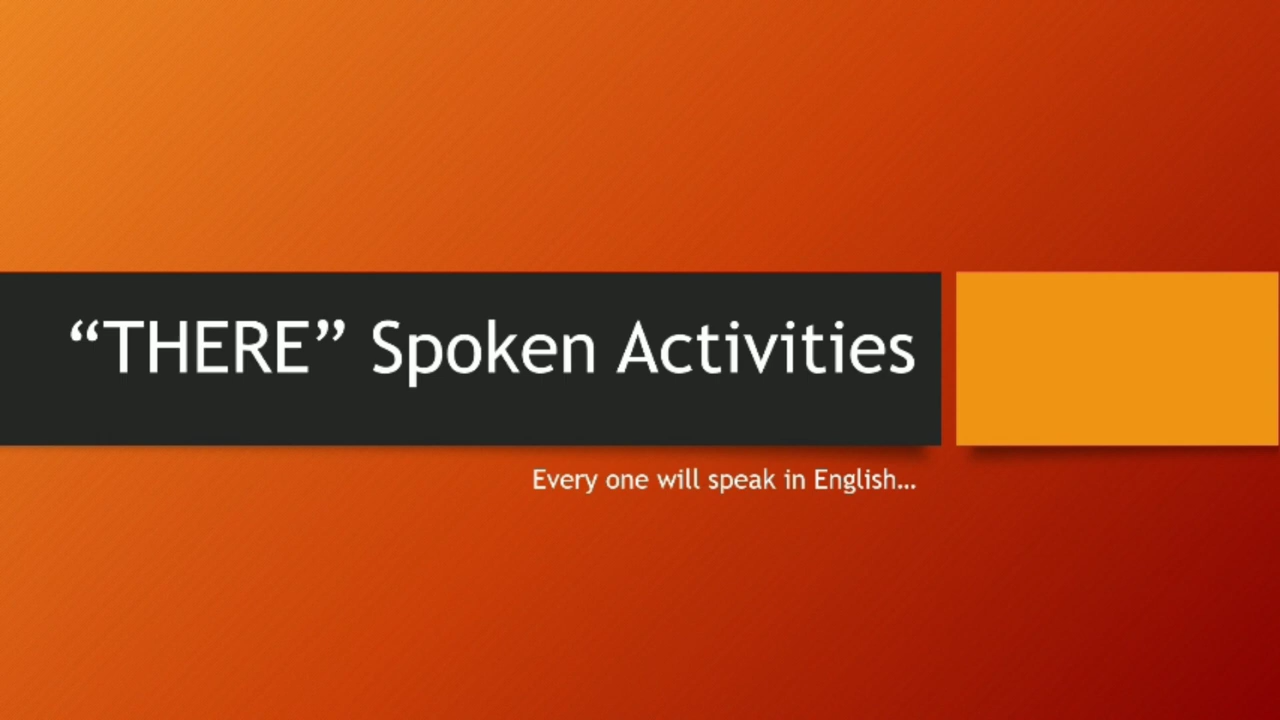 “THERE” Spoken Activities
Every one will speak in English…